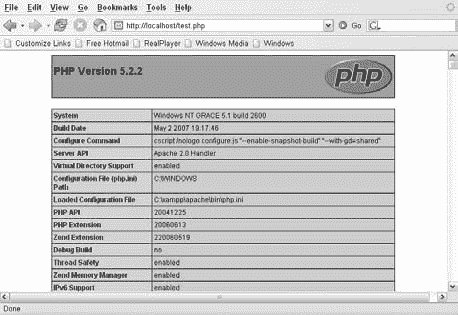 File Edit View Go Bookmarks Tools Help
http://localhost/test.php Go
Customize Links Free Hotmail RealPlayer Windows Media Windows
PHP Version 5.2.2
php
System Windows NT GRACE 5.1 build 2600
Build Date May 2 2007 19:17:46
Configure Command cscript /nologo configure.js "--enable-snapshot-build" "--with-gd=shared"
Server API Apache 2.0 Handler
Virtual Directory Support enabled
Configuration File (php.ini) Path C:\WINDOWS
Loaded Configuration File C:\xampp\apache\bin\php.ini
PHP API 20041225
PHP Extension 20060613
Zend Extension 220060519
Debug Build no
Thread Safety enabled
Zend Memory Manager enabled
IPv6 Support enabled
Done